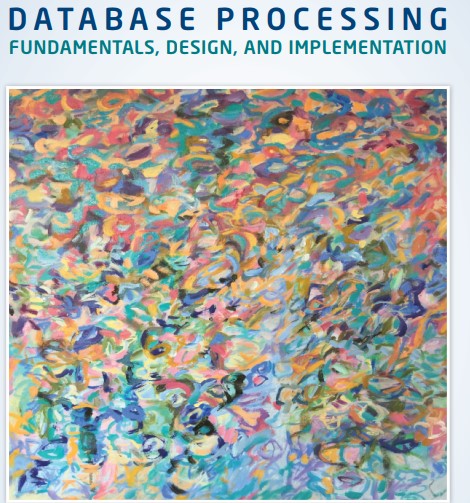 DATABASE PROCESSING
FUNDAMENTALS, DESIGN, AND IMPLEMENTATION